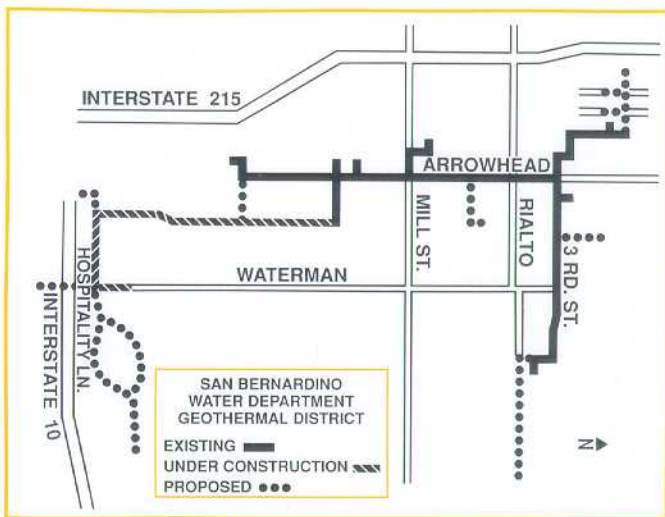 INTERSTATE 215
ARROWHEAD
MILL ST.
RIALTO
3 RD. ST.
WATERMAN
HOSPITALITY LN.
INTERSTATE 10
SAN BERNARDINO
WATER DEPARTMENT
GEOTHERMAL DISTRICT
EXISTING
UNDER CONSTRUCTION
PROPOSED
N